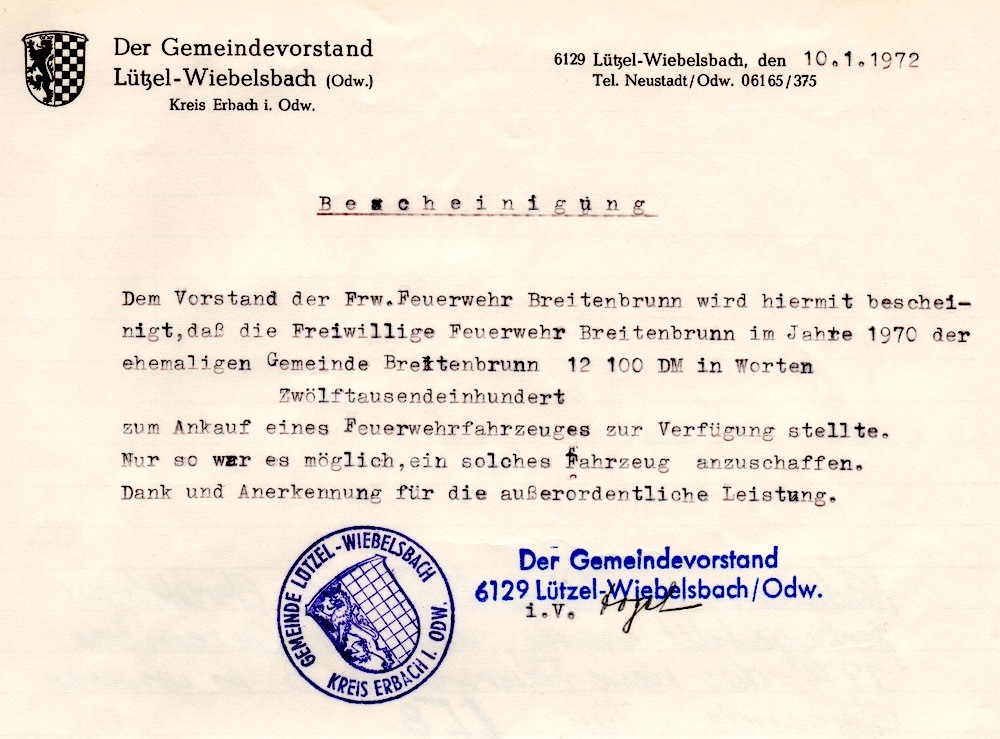 Der Gemeindevorstand
Lützel-Wiebelsbach (Odw.)
Kreis Erbach i. Odw.
6129 Lützel-Wiebelsbach, den 10.1.1972
Tel. Neustadt/Odw. 06165/375
Bescheinigung
Dem Vorstand der Frw.Feuerwehr Breitenbrunn wird hiermit beschei-
nigt,daß die Freiwillige Feuerwehr Breitenbrunn im Jahre 1970 der
ehemaligen Gemeinde Breitenbrunn 12 100 DM in Worten
Zwölftausendeinhundert
zum Ankauf eines Feuerwehrfahrzeuges zur Verfügung stellte.
Nur so war es möglich,ein solches Fahrzeug anzuschaffen.
Dank und Anerkennung für die außerordentliche Leistung.
GEMEINDE LÜTZEL-WIEBELSBACH
KREIS ERBACH I. ODW.
Der Gemeindevorstand
6129 Lützel-Wiebelsbach/Odw.
i.V.